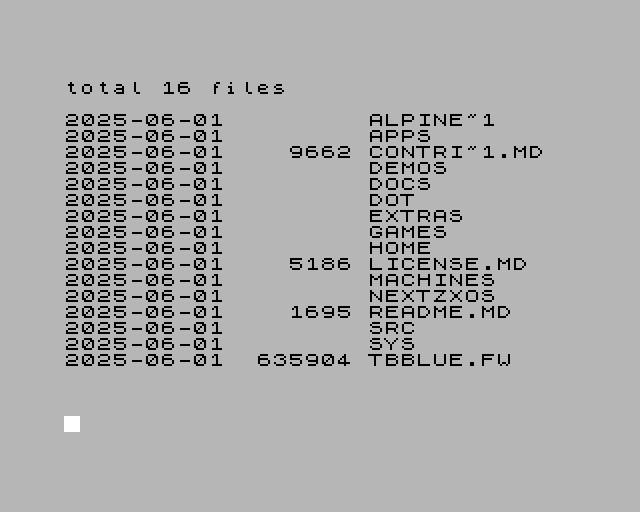 total 16 files
2025-06-01 ALPINE~1
2025-06-01 APPS
2025-06-01 9662 CONTRI~1.MD
2025-06-01 DEMOS
2025-06-01 DOCS
2025-06-01 DOT
2025-06-01 EXTRAS
2025-06-01 GAMES
2025-06-01 HOME
2025-06-01 5186 LICENSE.MD
2025-06-01 MACHINES
2025-06-01 NEXTZXOS
2025-06-01 1695 README.MD
2025-06-01 SRC
2025-06-01 SYS
2025-06-01 635904 TBBLUE.FW